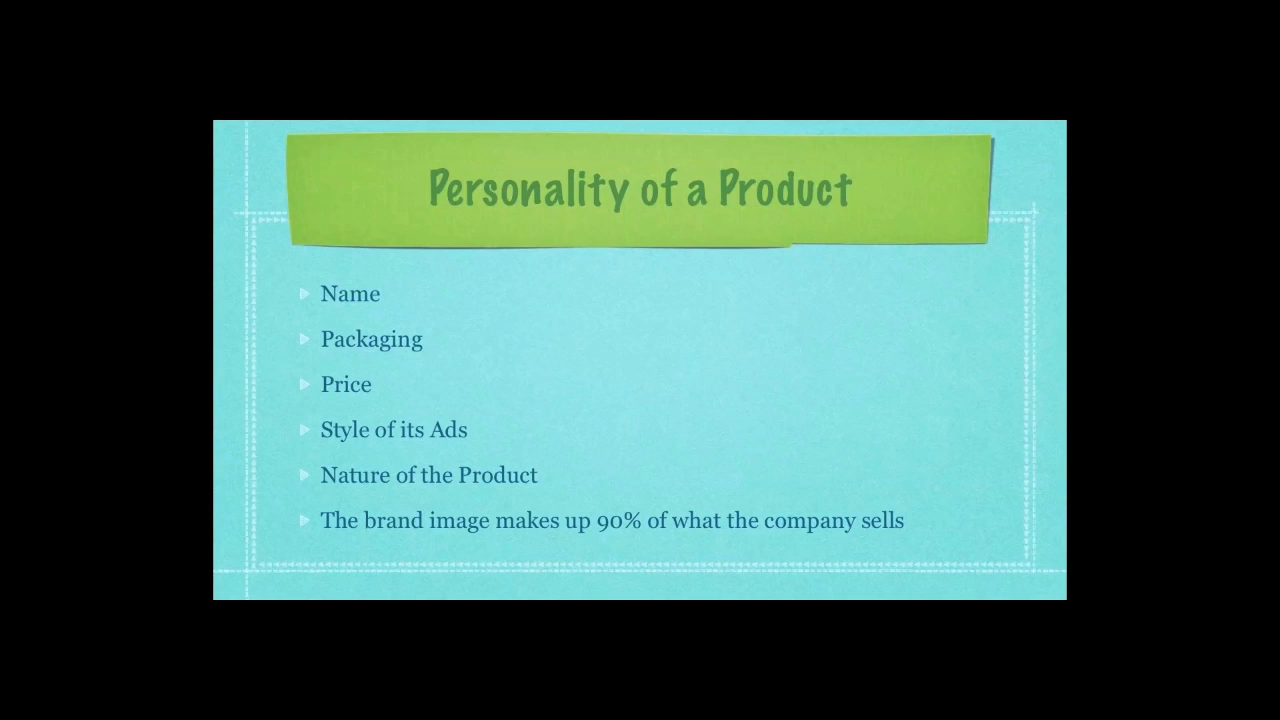 Personality of a Product
Name
Packaging
Price
Style of its Ads
Nature of the Product
The brand image makes up 90% of what the company sells